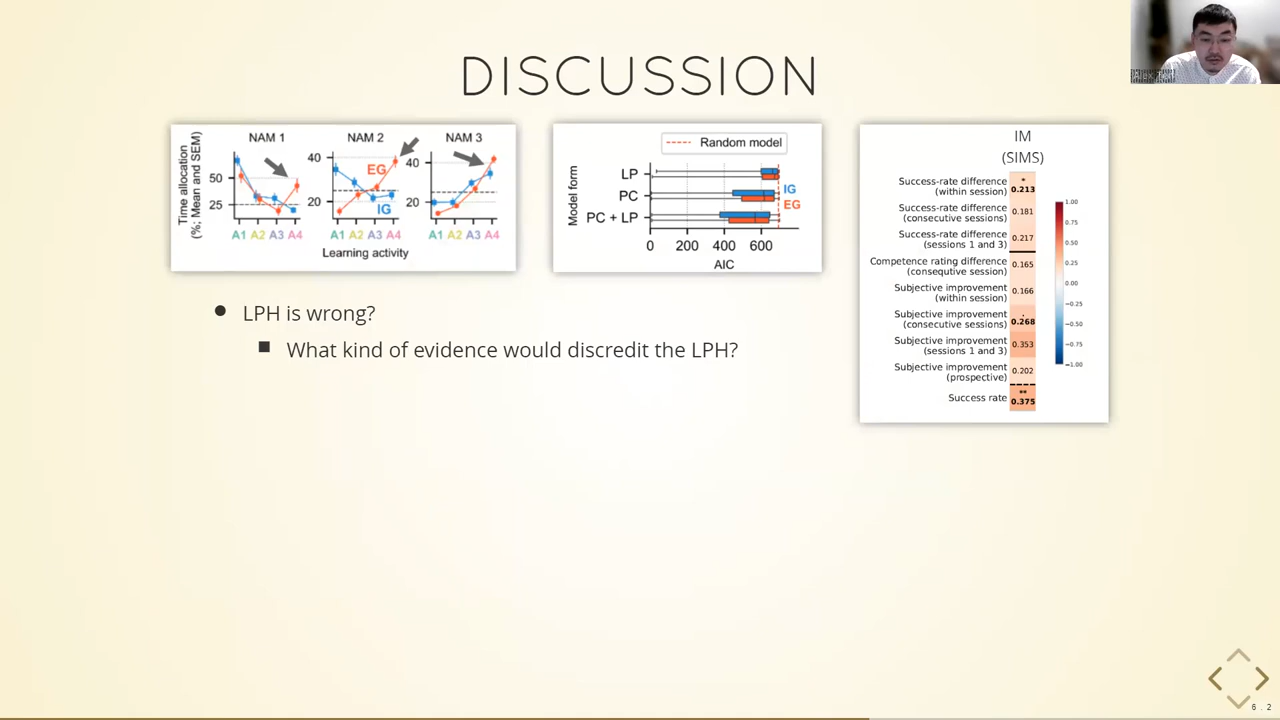 DISCUSSION
NAM 1 NAM 2 NAM 3
Time allocation
(%; Mean and SEM)
50
25
40
20
40
20
EG
IG
A1 A2 A3 A4 A1 A2 A3 A4 A1 A2 A3 A4
Learning activity
Random model
Model form
LP
PC
PC + LP
IG
EG
0 200 400 600
AIC
IM
(SIMS)
Success-rate difference
(within session)
*
0.213
Success-rate difference
(consecutive sessions)
0.181
Success-rate difference
(sessions 1 and 3)
0.217
Competence rating difference
(consequtive session)
0.165
Subjective improvement
(within session)
0.166
Subjective improvement
(consecutive sessions)
.
0.268
Subjective improvement
(sessions 1 and 3)
0.353
Subjective improvement
(prospective)
0.202
Success rate
**
0.375
1.00
0.75
0.50
0.25
0.00
−0.25
−0.50
−0.75
−1.00
• LPH is wrong?
▪ What kind of evidence would discredit the LPH?
6.2